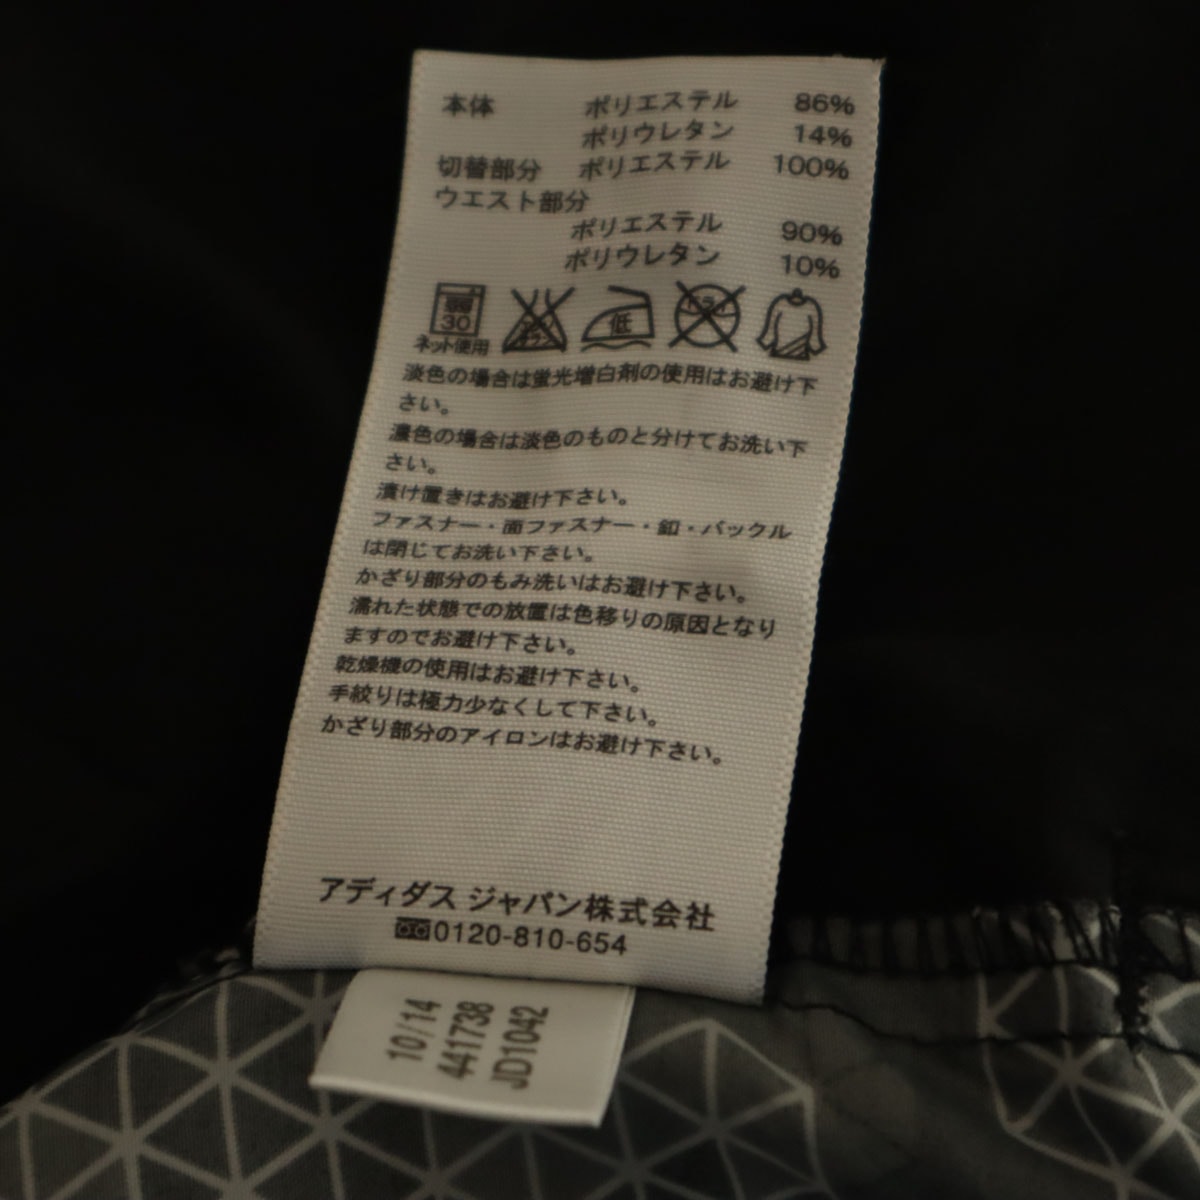 本体 ポリエステル 86%
ポリウレタン 14%
切替部分 ポリエステル 100%
ウエスト部分
ポリエステル 90%
ポリウレタン 10%
弱 30 低 ドライ
ネット使用
淡色の場合は蛍光増白剤の使用はお避け下
さい。
濃色の場合は淡色のものと分けてお洗い下
さい。
漬け置きはお避け下さい。
ファスナー・面ファスナー・釦・バックル
は閉じてお洗い下さい。
かざり部分のもみ洗いはお避け下さい。
濡れた状態での放置は色移りの原因となり
ますのでお避け下さい。
乾燥機の使用はお避け下さい。
手絞りは極力少なくして下さい。
かざり部分のアイロンはお避け下さい。
アディダス ジャパン株式会社
0120-810-654
10/14
441738
JD1042